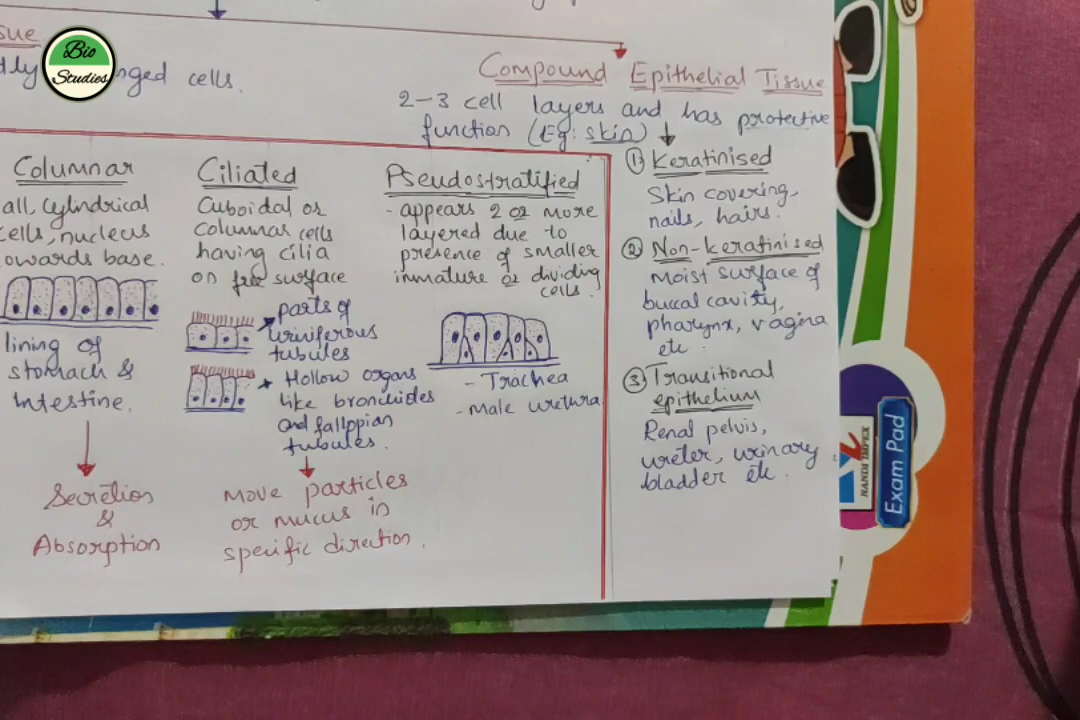 Bio
Studies
cells.
Compound Epithelial Tissue
2-3 cell layers and has protective
function (Eg: skin)
Columnar
cylindrical
cells, nucleus
towards base.
lining of
stomach &
Intestine.
Secretion
&
Absorption
Ciliated
Cuboidal or
columnar cells
having cilia
on free surface
parts of
uriniferous
tubules
* Hollow organs
like bronchioles
and fallopian
tubules.
Move particles
or mucus in
specific direction.
Pseudostratified
- appears 2 or more
layered due to
presence of smaller
immature or dividing
cells.
- Trachea
- Male uretura
① Keratinised
Skin covering,
nails, hairs.
② Non-keratinised
Moist surface of
buccal cavity,
pharynx, vagina
etc.
③ Transitional
epithelium
Renal pelvis,
ureter, urinary
bladder etc.
NANDI IMPEX
Exam Pad